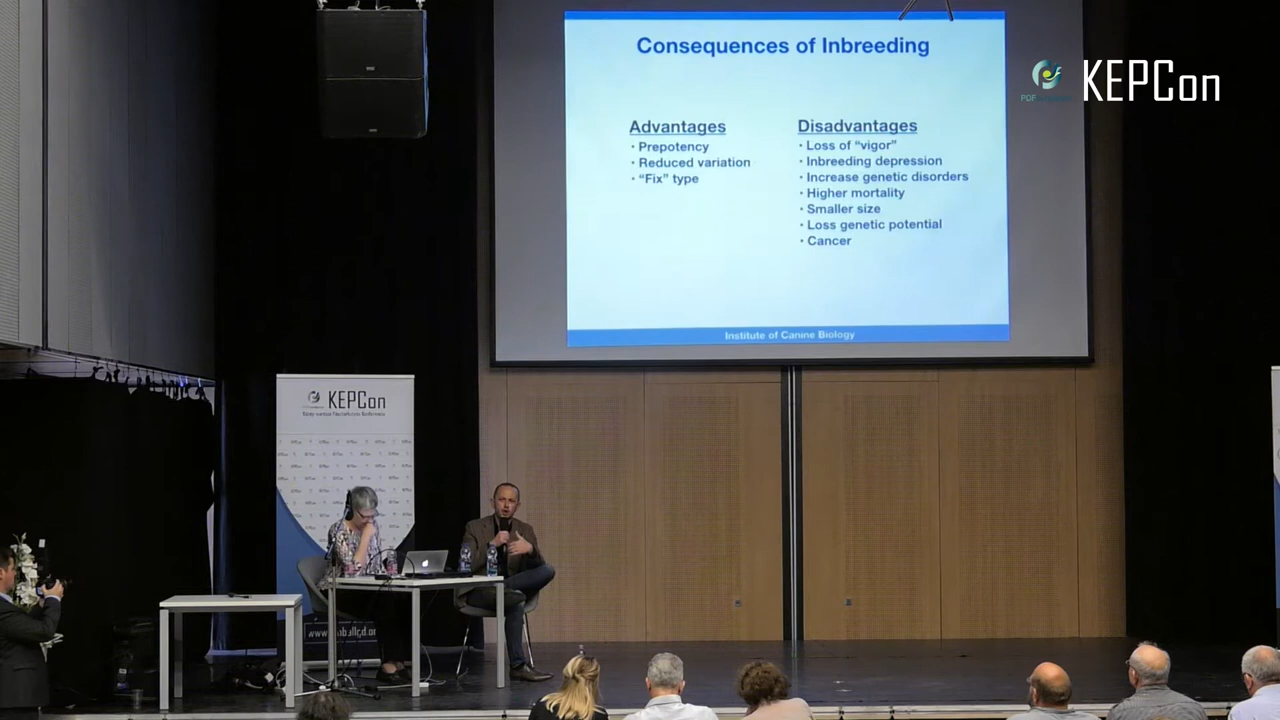 Consequences of Inbreeding
Advantages
• Prepotency
• Reduced variation
• “Fix” type
Disadvantages
• Loss of “vigor”
• Inbreeding depression
• Increase genetic disorders
• Higher mortality
• Smaller size
• Loss genetic potential
• Cancer
Institute of Canine Biology
KEPCon
KEPCon